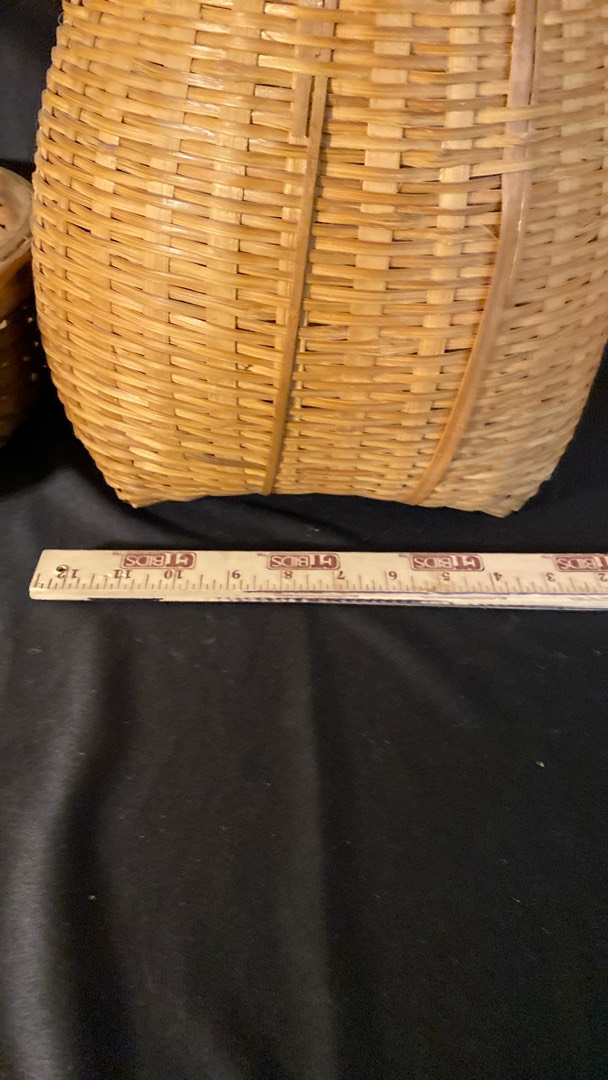 CTBIDS CTBIDS CTBIDS CTBIDS
12 11 10 9 8 7 6 5 4 3 2